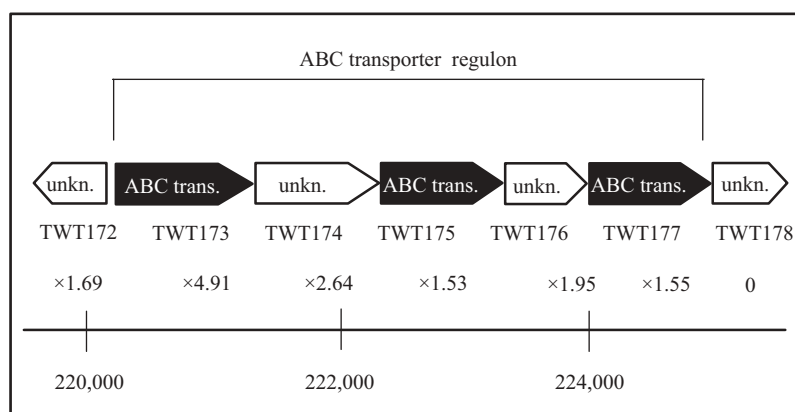 ABC transporter regulon
unkn. ABC trans. unkn. ABC trans. unkn. ABC trans. unkn.
TWT172 TWT173 TWT174 TWT175 TWT176 TWT177 TWT178
×1.69 ×4.91 ×2.64 ×1.53 ×1.95 ×1.55 0
220,000 222,000 224,000